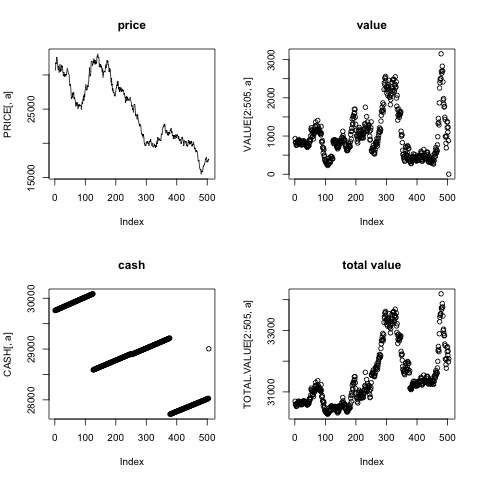 price
PRICE[, a]
15000 25000
0 100 200 300 400 500
Index
value
VALUE[2:505, a]
0 1000 2000 3000
0 100 200 300 400 500
Index
cash
CASH[, a]
28000 29000 30000
0 100 200 300 400 500
Index
total value
TOTAL.VALUE[2:505, a]
31000 33000
0 100 200 300 400 500
Index